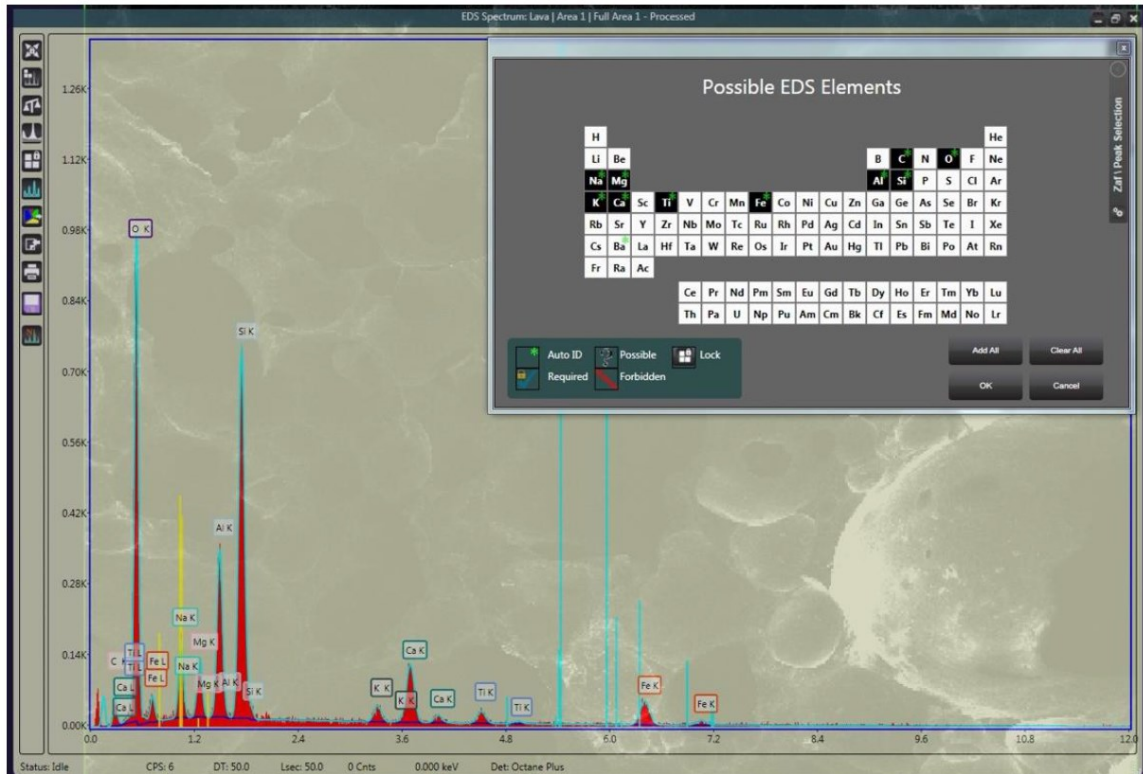 EDS Spectrum: Lava | Area 1 | Full Area 1 - Processed
Possible EDS Elements
Zaf \ Peak Selection
H He
Li Be B C N O F Ne
Na Mg Al Si P S Cl Ar
K Ca Sc Ti V Cr Mn Fe Co Ni Cu Zn Ga Ge As Se Br Kr
Rb Sr Y Zr Nb Mo Tc Ru Rh Pd Ag Cd In Sn Sb Te I Xe
Cs Ba La Hf Ta W Re Os Ir Pt Au Hg Tl Pb Bi Po At Rn
Fr Ra Ac
Ce Pr Nd Pm Sm Eu Gd Tb Dy Ho Er Tm Yb Lu
Th Pa U Np Pu Am Cm Bk Cf Es Fm Md No Lr
Auto ID Possible Lock
Required Forbidden
Add All Clear All
OK Cancel
1.26K
1.12K
0.98K
0.84K
0.70K
0.56K
0.42K
0.28K
0.14K
0.00K
O K
Si K
Al K
Na K
Mg K
C K
Ti L
Ti L
Fe L
Fe L
Na K
Ca L
Ca L
Mg K
Al K
Si K
K K
K K
Ca K
Ca K
Ti K
Ti K
Fe K
Fe K
0.0 1.2 2.4 3.6 4.8 6.0 7.2 8.4 9.6 10.8 12.0
Status: Idle CPS: 6 DT: 50.0 Lsec: 50.0 0 Cnts 0.000 keV Det: Octane Plus